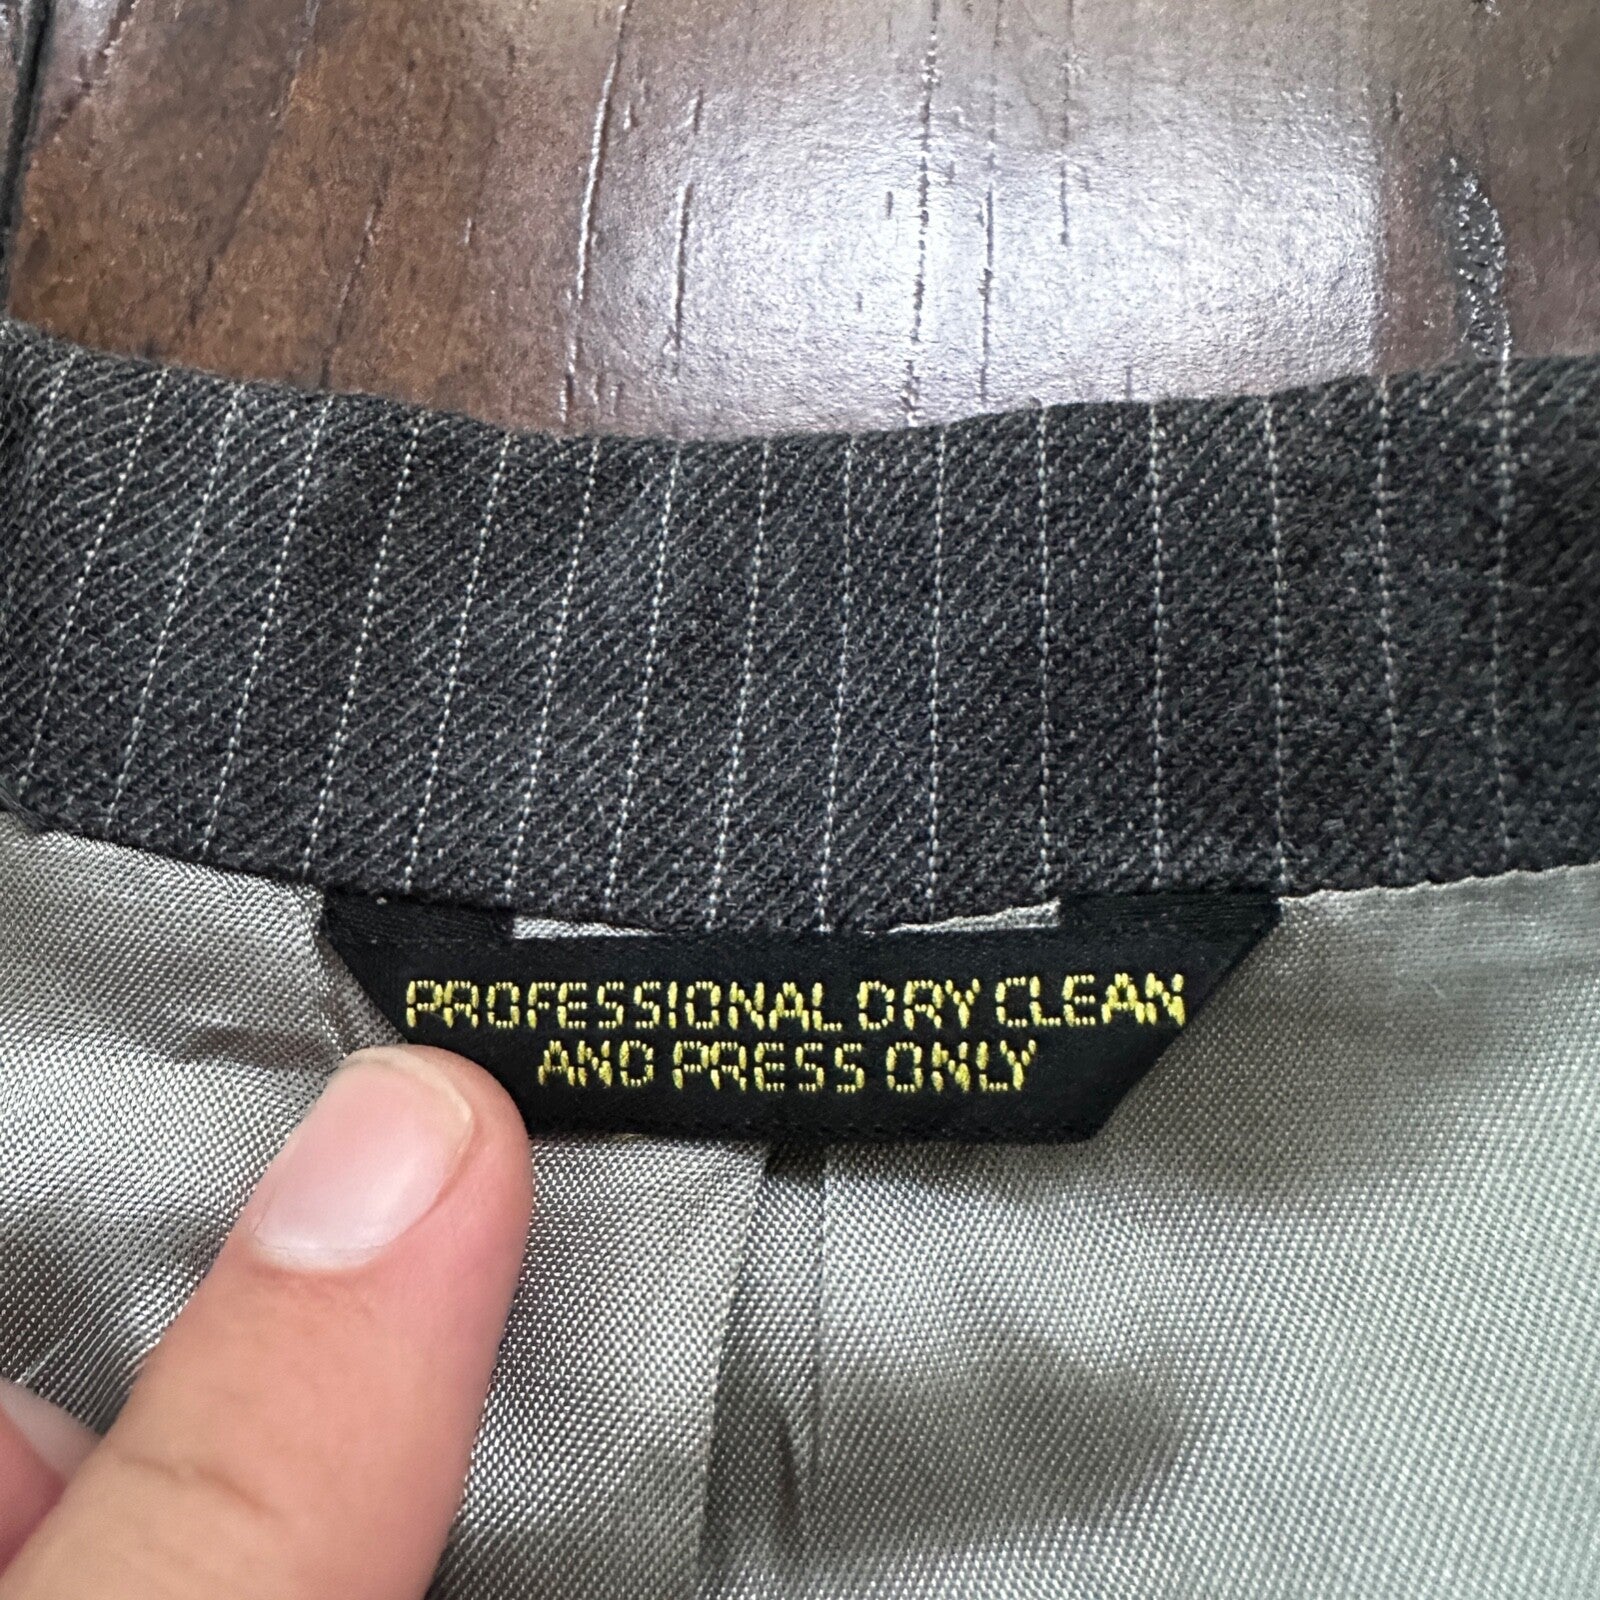 PROFESSIONAL DRY CLEAN
AND PRESS ONLY